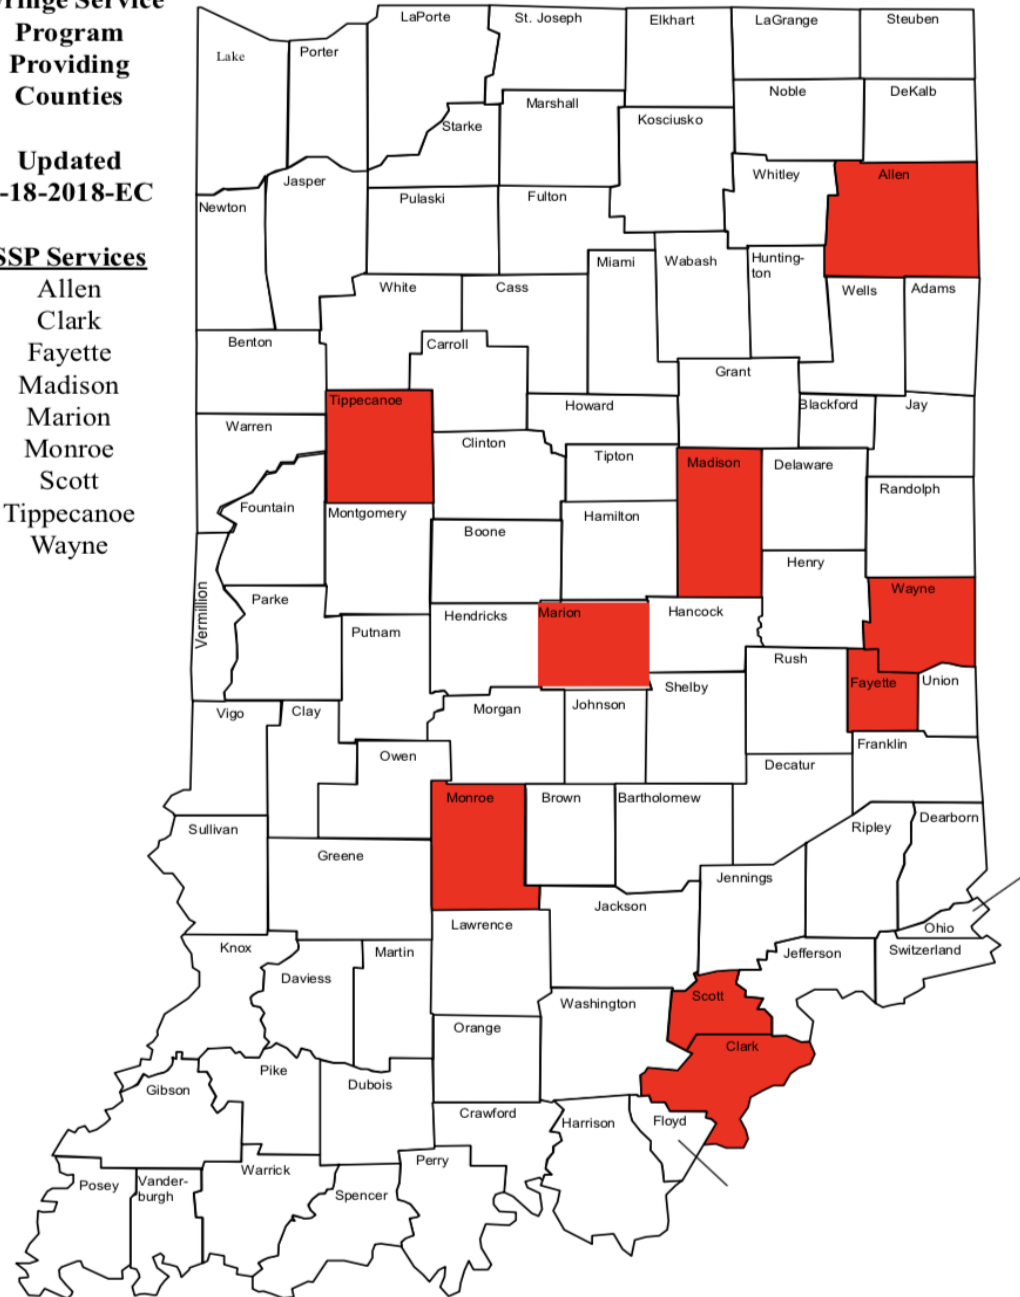 Program
Providing
Counties
Updated
-18-2018-EC
SSP Services
Allen
Clark
Fayette
Madison
Marion
Monroe
Scott
Tippecanoe
Wayne
Lake
Porter
LaPorte
St. Joseph
Elkhart
LaGrange
Steuben
Noble
DeKalb
Marshall
Starke
Kosciusko
Whitley
Allen
Newton
Jasper
Pulaski
Fulton
Miami
Wabash
Hunting-
ton
Wells
Adams
White
Cass
Benton
Carroll
Grant
Tippecanoe
Howard
Blackford
Jay
Warren
Clinton
Tipton
Madison
Delaware
Randolph
Fountain
Montgomery
Boone
Hamilton
Henry
Wayne
Vermillion
Parke
Putnam
Hendricks
Marion
Hancock
Rush
Fayette
Union
Vigo
Clay
Morgan
Johnson
Shelby
Franklin
Owen
Decatur
Monroe
Brown
Bartholomew
Sullivan
Greene
Ripley
Dearborn
Jennings
Jackson
Lawrence
Ohio
Knox
Daviess
Martin
Jefferson
Switzerland
Washington
Scott
Orange
Clark
Gibson
Pike
Dubois
Crawford
Harrison
Floyd
Posey
Vander-
burgh
Warrick
Spencer
Perry